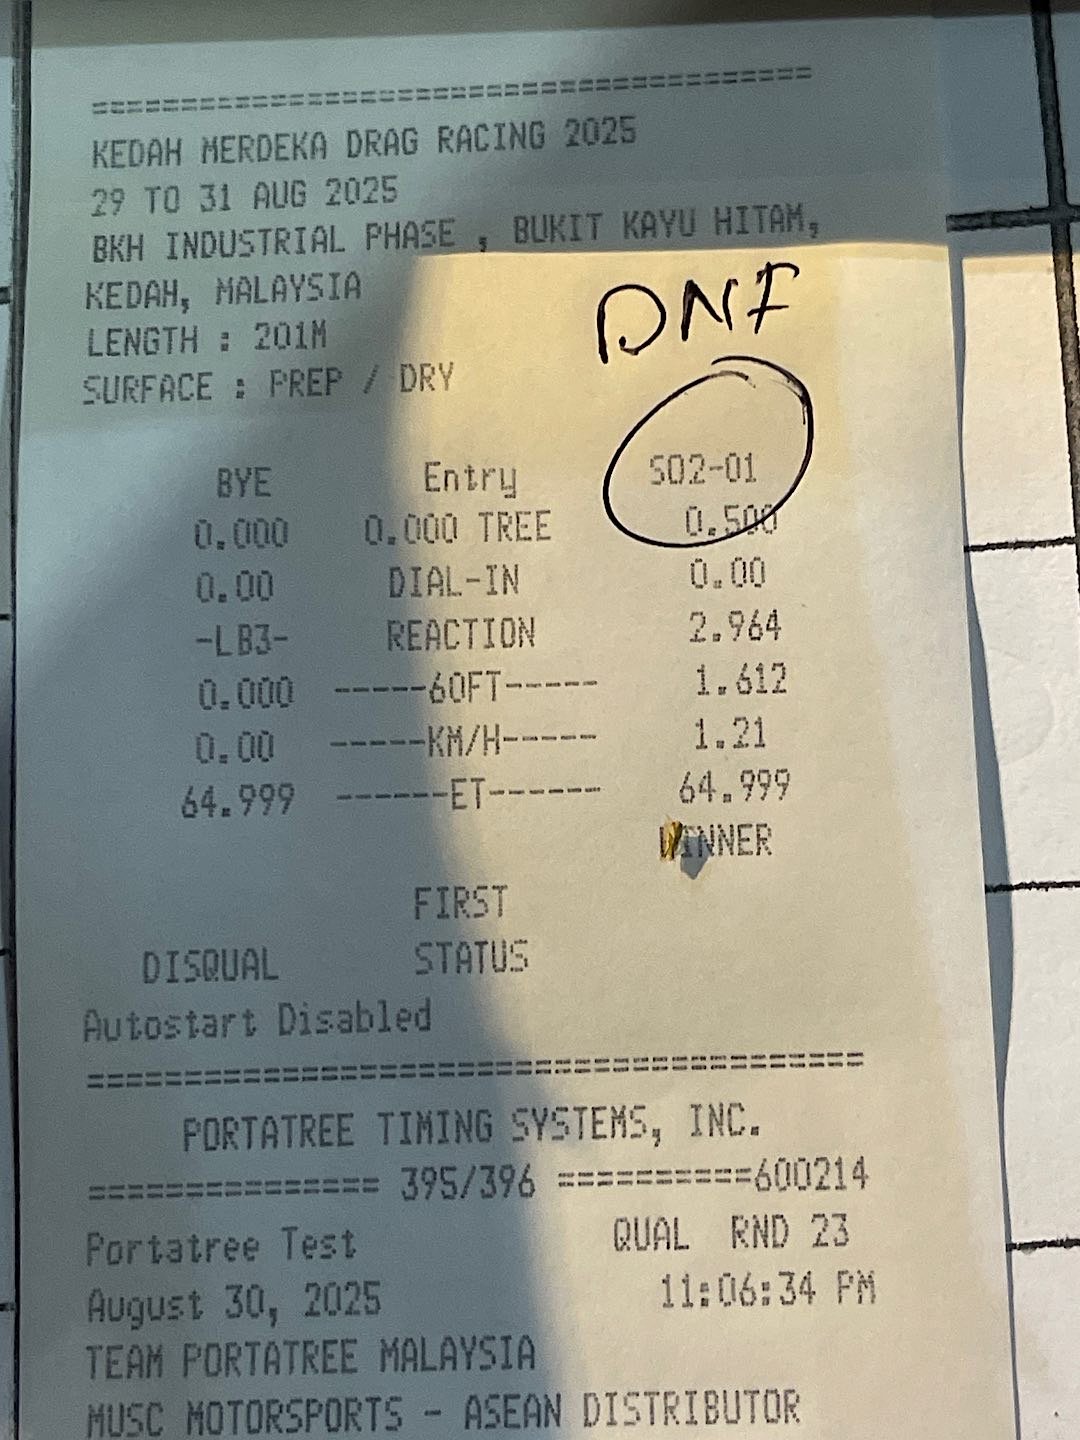 ========================================
KEDAH MERDEKA DRAG RACING 2025
29 TO 31 AUG 2025
BKH INDUSTRIAL PHASE , BUKIT KAYU HITAM,
KEDAH, MALAYSIA
DNF
LENGTH : 201M
SURFACE : PREP / DRY
BYE Entry SO2-01
0.000 0.000 TREE 0.500
0.00 DIAL-IN 0.00
-LB3- REACTION 2.964
0.000 -----60FT----- 1.612
0.00 -----KM/H----- 1.21
64.999 ------ET------ 64.999
WINNER
FIRST
DISQUAL STATUS
Autostart Disabled
========================================
PORTATREE TIMING SYSTEMS, INC.
=============== 395/396 ==========600214
Portatree Test QUAL RND 23
August 30, 2025 11:06:34 PM
TEAM PORTATREE MALAYSIA
MUSC MOTORSPORTS - ASEAN DISTRIBUTOR